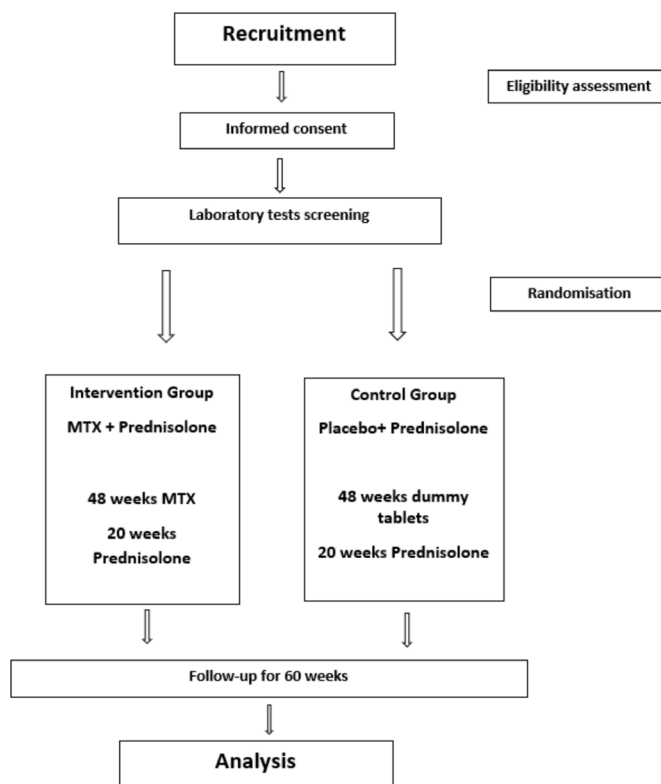 Recruitment
Eligibility assessment
Informed consent
Laboratory tests screening
Randomisation
Intervention Group
MTX + Prednisolone
48 weeks MTX
20 weeks
Prednisolone
Control Group
Placebo+ Prednisolone
48 weeks dummy
tablets
20 weeks Prednisolone
Follow-up for 60 weeks
Analysis